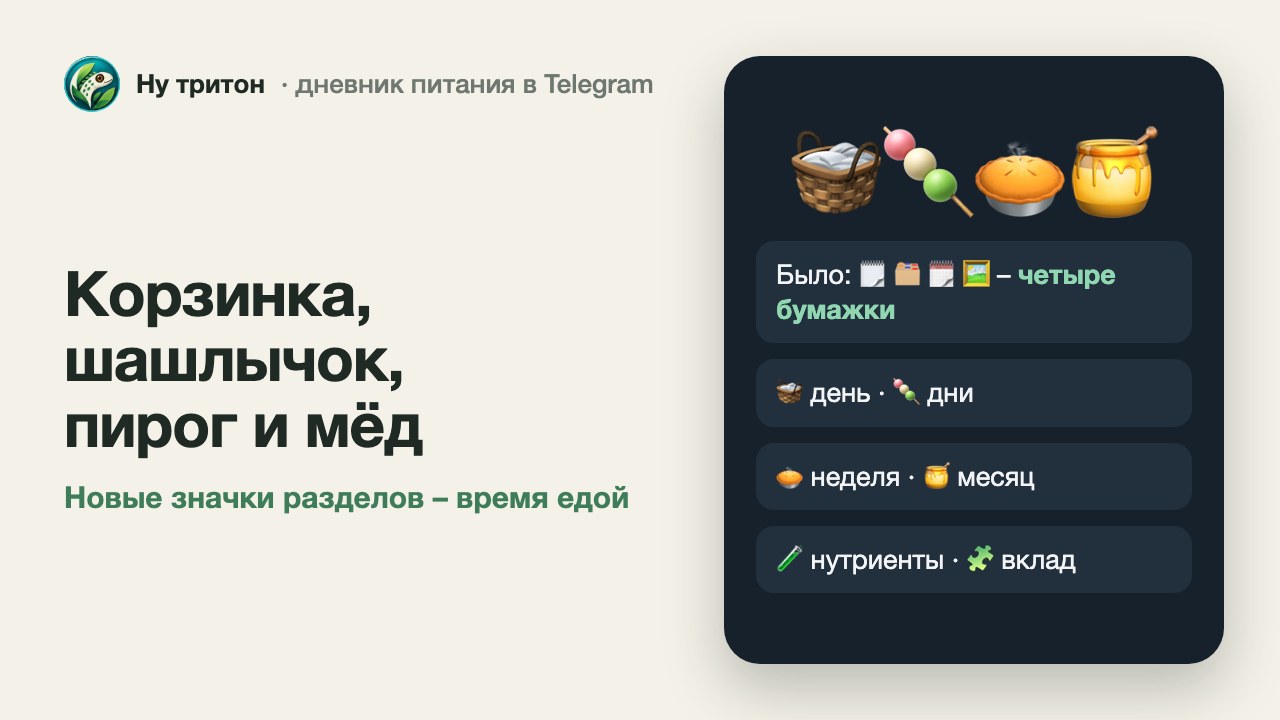 Ну тритон · дневник питания в Telegram
Корзинка,
шашлычок,
пирог и мёд
Новые значки разделов – время едой
Было: 🗒️ 🗂️ 🗓️ 🖼️ – четыре
бумажки
🧺 день · 🍡 дни
🥧 неделя · 🍯 месяц
🧪 нутриенты · 🧩 вклад